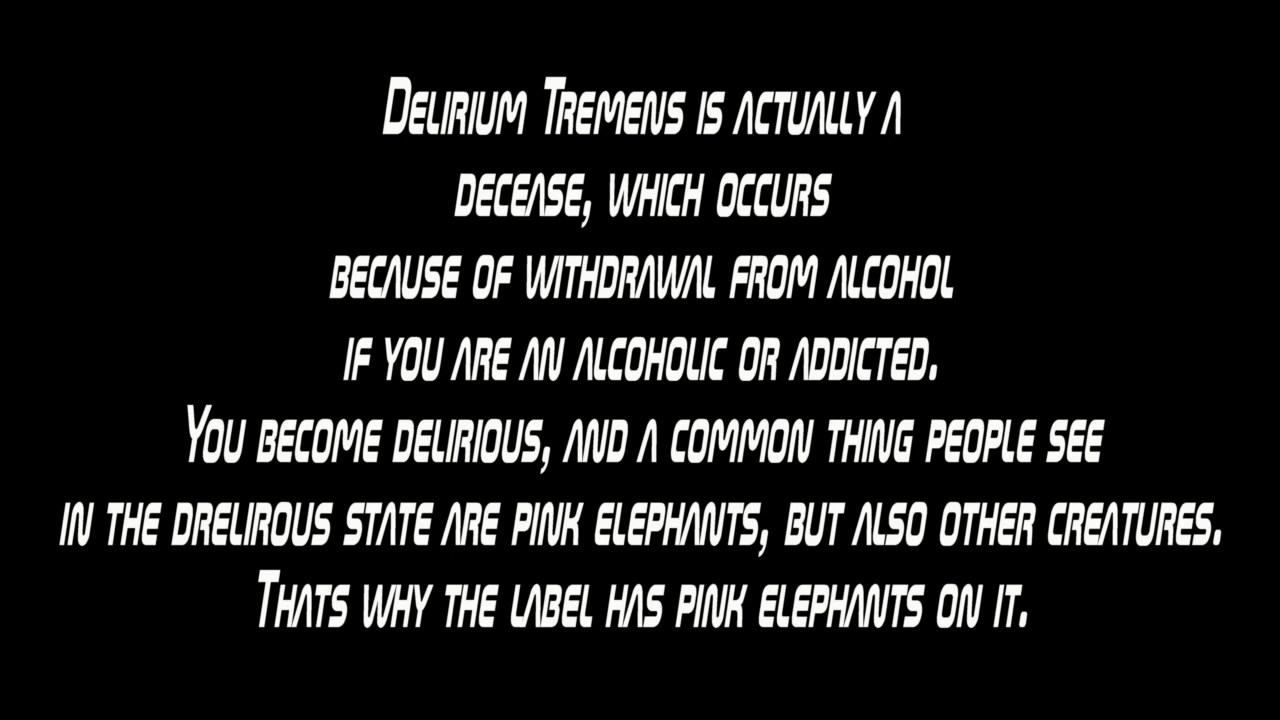 Delirium Tremens is actually a
decease, which occurs
because of withdrawal from alcohol
if you are an alcoholic or addicted.
You become delirious, and a common thing people see
in the drelirous state are pink elephants, but also other creatures.
Thats why the label has pink elephants on it.